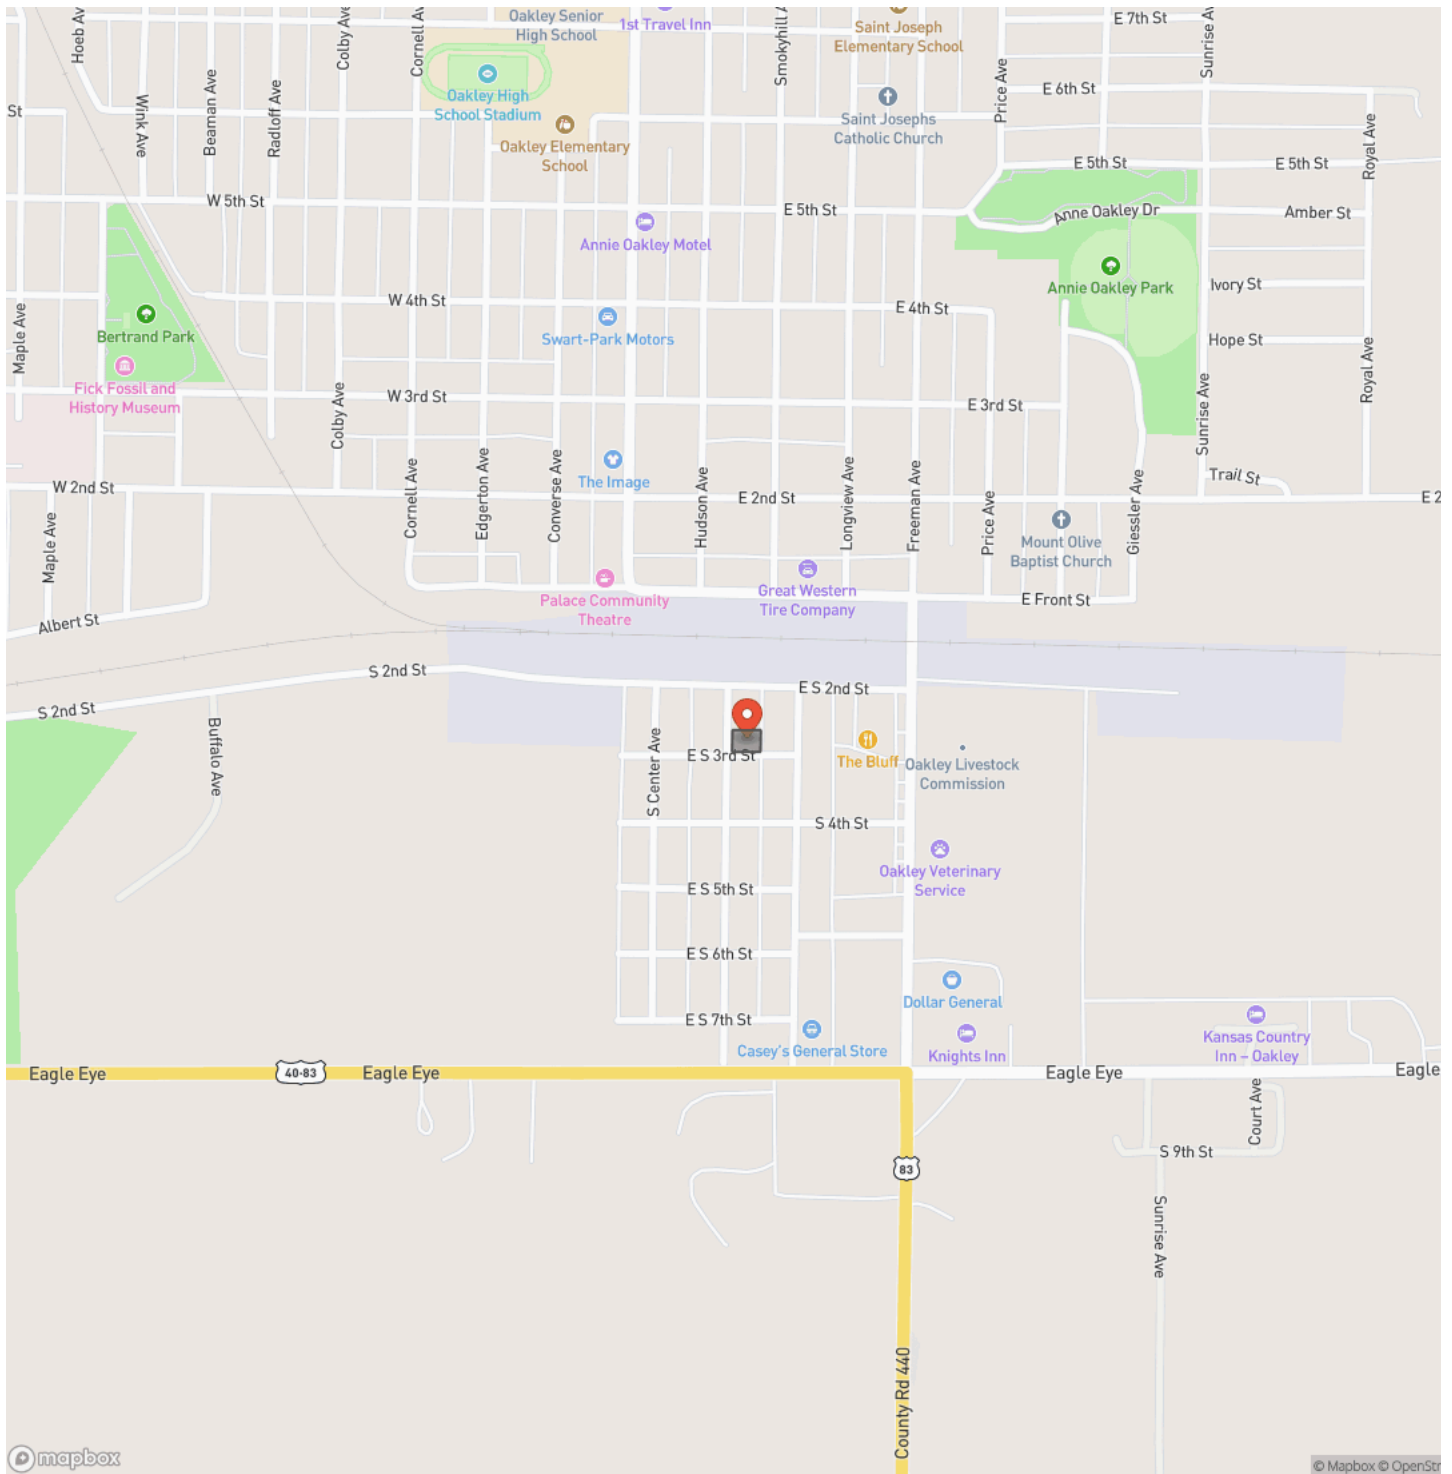 Hoeb Av
Colby Ave
Cornell Av
Oakley Senior
High School
1st Travel Inn
Smokyhill A
Saint Joseph
Elementary School
E 7th St
Sunrise Av
St
Wink Ave
Beaman Ave
Radloff Ave
Oakley High
School Stadium
Oakley Elementary
School
Saint Josephs
Catholic Church
Price Ave
E 6th St
Royal Ave
W 5th St
E 5th St
E 5th St
E 5th St
Anne Oakley Dr
Amber St
Annie Oakley Motel
Annie Oakley Park
Ivory St
Maple Ave
Bertrand Park
W 4th St
E 4th St
Swart-Park Motors
Hope St
Fick Fossil and
History Museum
Colby Ave
W 3rd St
E 3rd St
Sunrise Ave
Royal Ave
W 2nd St
Cornell Ave
Edgerton Ave
Converse Ave
The Image
Hudson Ave
E 2nd St
Longview Ave
Freeman Ave
Price Ave
Giessler Ave
Trail St
E 2
Maple Ave
Mount Olive
Baptist Church
Albert St
Palace Community
Theatre
Great Western
Tire Company
E Front St
S 2nd St
S 2nd St
E S 2nd St
Buffalo Ave
S Center Ave
E S 3rd St
The Bluff
Oakley Livestock
Commission
S 4th St
Oakley Veterinary
Service
E S 5th St
E S 6th St
Dollar General
E S 7th St
Casey's General Store
Knights Inn
Kansas Country
Inn – Oakley
Eagle Eye
40-83
Eagle Eye
Eagle Eye
Eagle
Court Ave
83
S 9th St
Sunrise Ave
County Rd 440
mapbox
© Mapbox © OpenStr